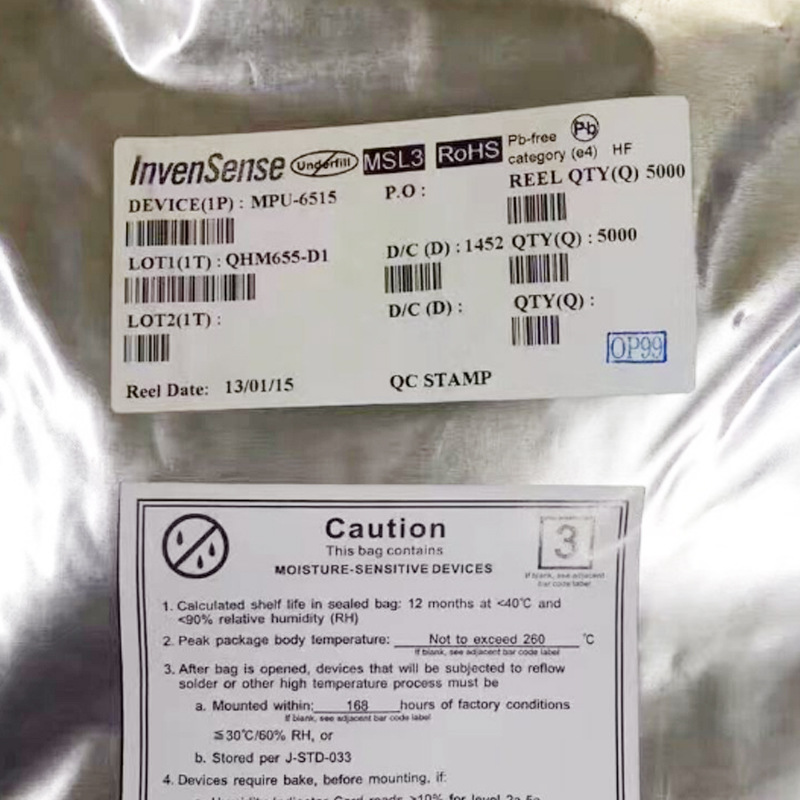 InvenSense Underfill MSL3 RoHS Pb-free category (e4) HF Pb
DEVICE(1P) : MPU-6515 P.O : REEL QTY(Q) 5000
LOT1(1T) : QHM655-D1 D/C (D) : 1452 QTY(Q) : 5000
LOT2(1T) : D/C (D) : QTY(Q) :
OP99
Reel Date: 13/01/15 QC STAMP
Caution
This bag contains
MOISTURE-SENSITIVE DEVICES
3
If blank, see adjacent
bar code label
1. Calculated shelf life in sealed bag: 12 months at <40℃ and
<90% relative humidity (RH)
2. Peak package body temperature: Not to exceed 260 ℃
If blank, see adjacent bar code label
3. After bag is opened, devices that will be subjected to reflow
solder or other high temperature process must be
a. Mounted within: 168 hours of factory conditions
If blank, see adjacent bar code label
≦30℃/60% RH, or
b. Stored per J-STD-033
4. Devices require bake, before mounting, if: